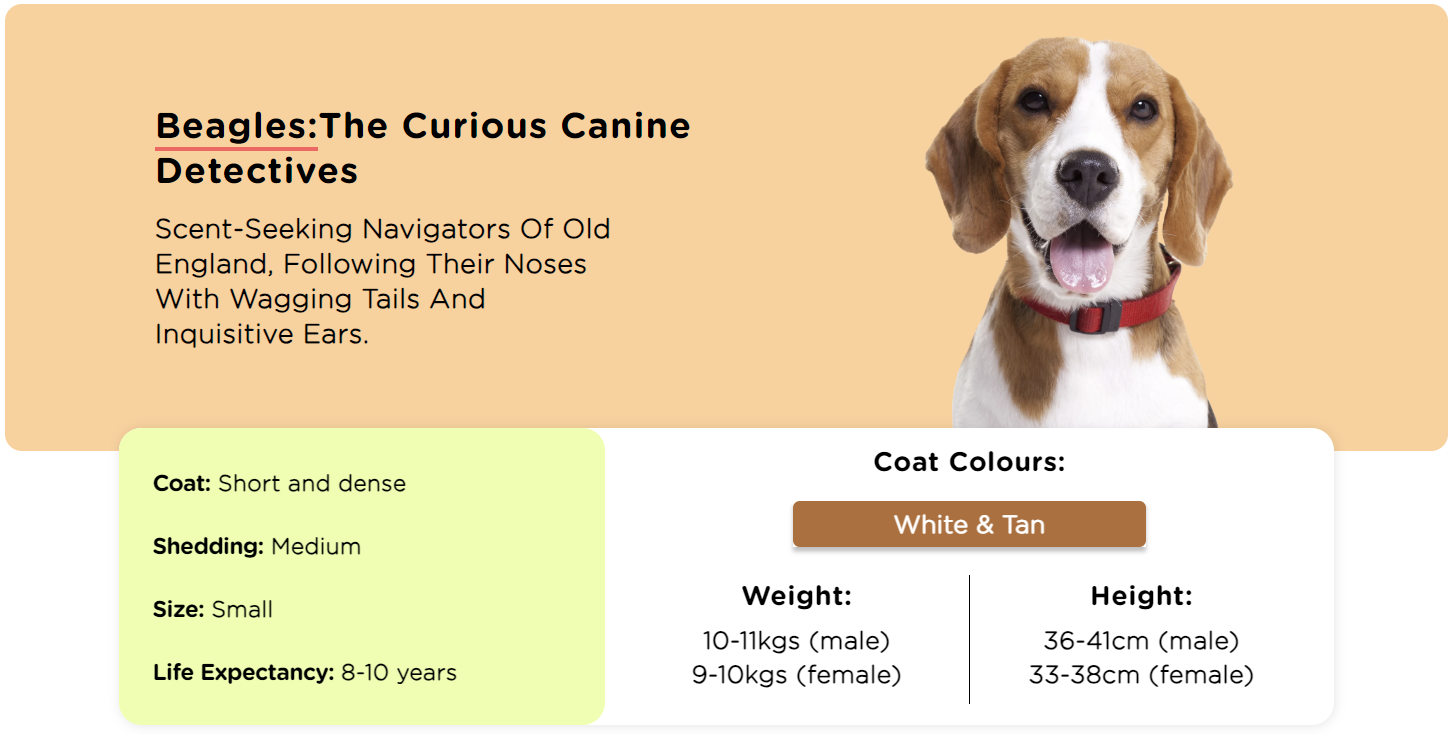 Beagles:The Curious Canine
Detectives
Scent-Seeking Navigators Of Old
England, Following Their Noses
With Wagging Tails And
Inquisitive Ears.
Coat: Short and dense
Shedding: Medium
Size: Small
Life Expectancy: 8-10 years
Coat Colours:
White & Tan
Weight:
10-11kgs (male)
9-10kgs (female)
Height:
36-41cm (male)
33-38cm (female)